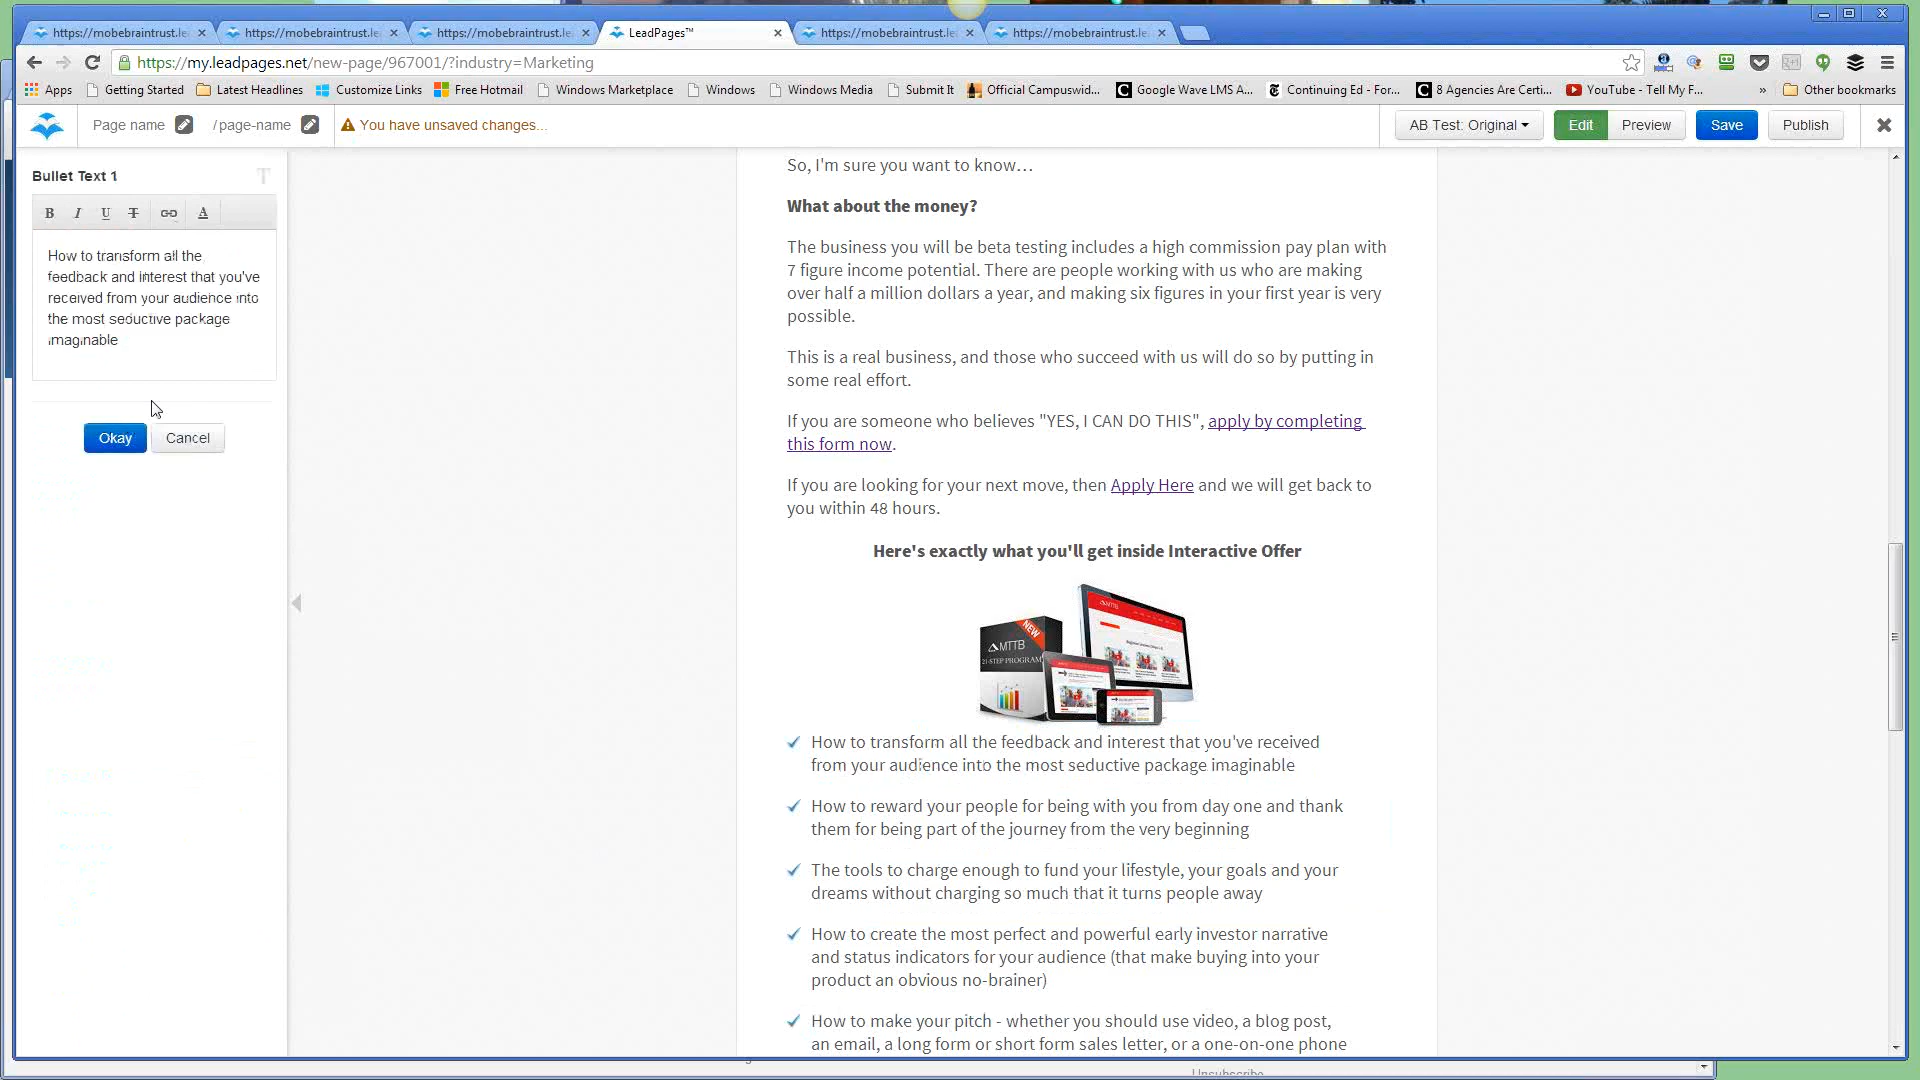 https://mobebraintrust.le
https://mobebraintrust.le
https://mobebraintrust.le
LeadPages™
https://mobebraintrust.le
https://mobebraintrust.le
https://my.leadpages.net/new-page/967001/?industry=Marketing
Apps
Getting Started
Latest Headlines
Customize Links
Free Hotmail
Windows Marketplace
Windows
Windows Media
Submit It
Official Campuswid...
Google Wave LMS A...
Continuing Ed - For...
8 Agencies Are Certi...
YouTube - Tell My F...
»
Other bookmarks
Page name
/page-name
You have unsaved changes...
AB Test: Original
Edit
Preview
Save
Publish
Bullet Text 1
T
B I U T A
How to transform all the
feedback and interest that you've
received from your audience into
the most seductive package
imaginable
Okay
Cancel
So, I'm sure you want to know…
What about the money?
The business you will be beta testing includes a high commission pay plan with
7 figure income potential. There are people working with us who are making
over half a million dollars a year, and making six figures in your first year is very
possible.
This is a real business, and those who succeed with us will do so by putting in
some real effort.
If you are someone who believes "YES, I CAN DO THIS", apply by completing
this form now.
If you are looking for your next move, then Apply Here and we will get back to
you within 48 hours.
Here's exactly what you'll get inside Interactive Offer
NEW
MTTB
21-STEP PROGRAM
MTTB
How to transform all the feedback and interest that you've received
from your audience into the most seductive package imaginable
How to reward your people for being with you from day one and thank
them for being part of the journey from the very beginning
The tools to charge enough to fund your lifestyle, your goals and your
dreams without charging so much that it turns people away
How to create the most perfect and powerful early investor narrative
and status indicators for your audience (that make buying into your
product an obvious no-brainer)
How to make your pitch - whether you should use video, a blog post,
an email, a long form or short form sales letter, or a one-on-one phone
Unsubscribe